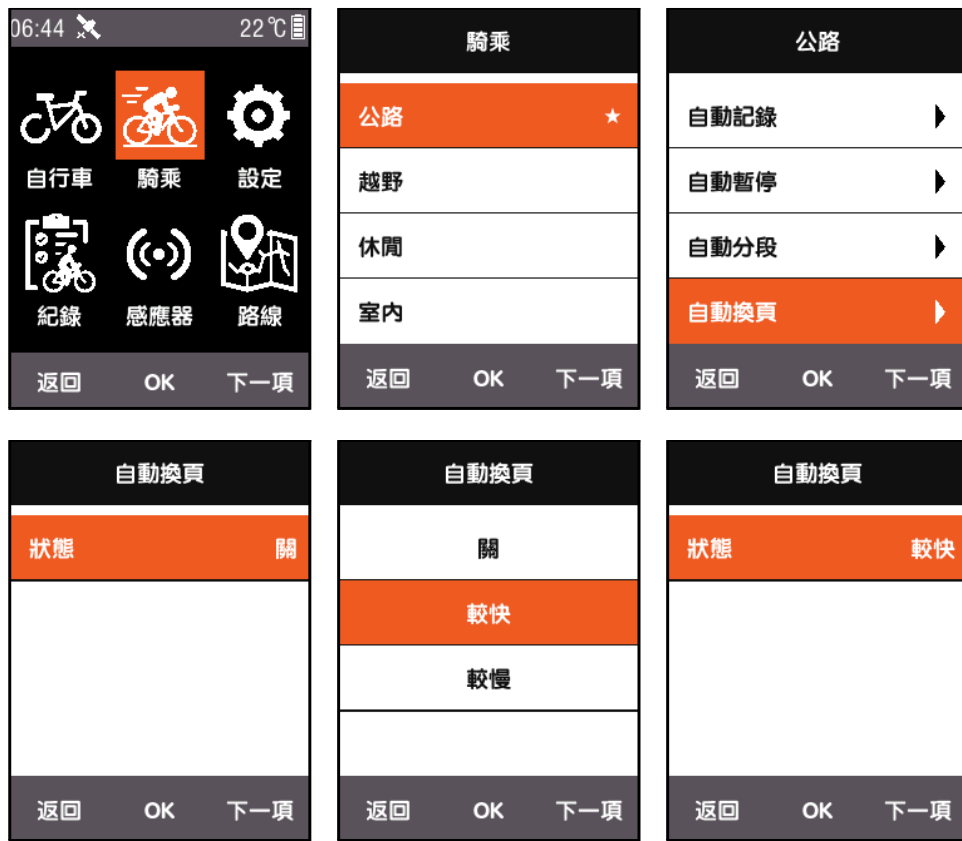 06:44 22℃
自行車 騎乘 設定
紀錄 感應器 路線
返回 OK 下一項
騎乘
公路 ★
越野
休閒
室内
返回 OK 下一項
公路
自動記錄
自動暫停
自動分段
自動換頁
返回 OK 下一項
自動換頁
狀態 關
返回 OK 下一項
自動換頁
關
較快
較慢
返回 OK 下一項
自動換頁
狀態 較快
返回 OK 下一項